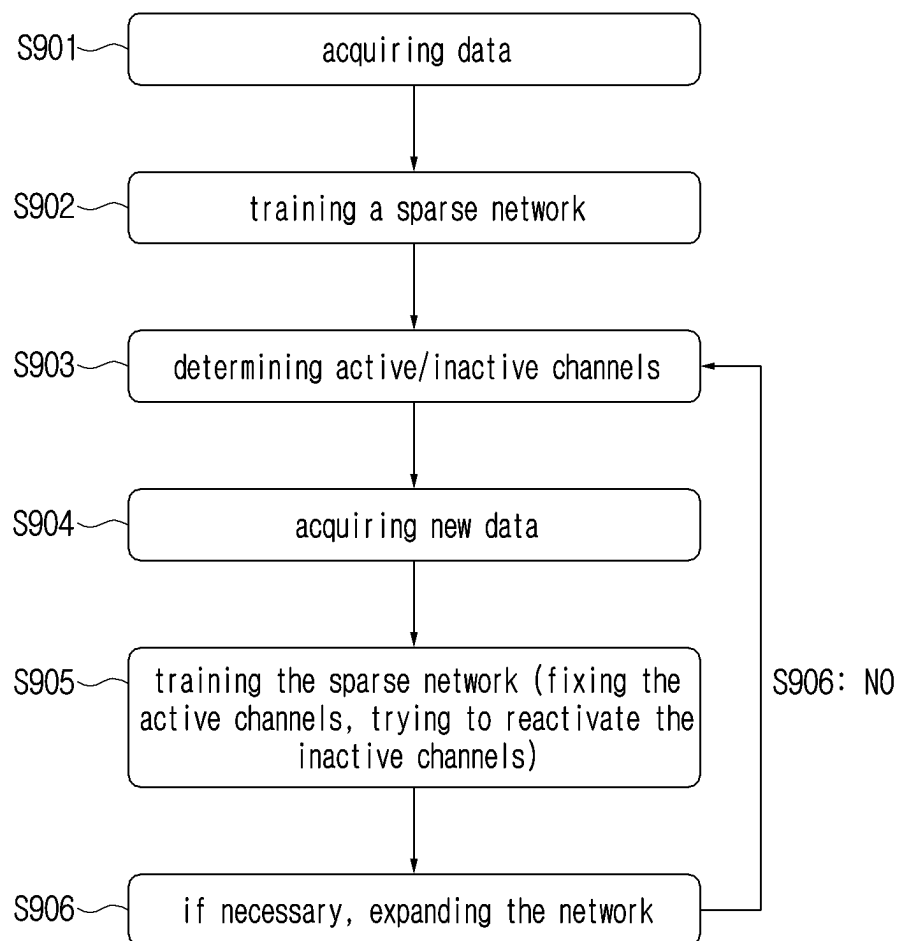 S901
acquiring data
S902
training a sparse network
S903
determining active/inactive channels
S904
acquiring new data
S905
training the sparse network (fixing the
active channels, trying to reactivate the
inactive channels)
S906: NO
S906
if necessary, expanding the network